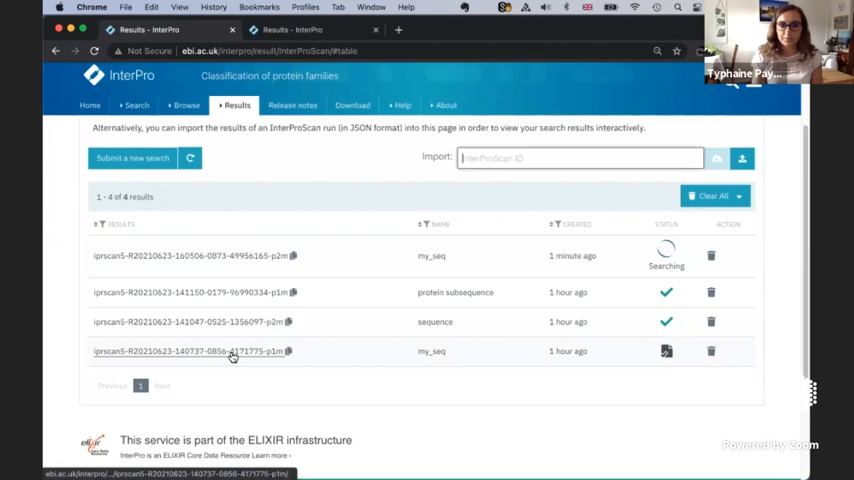 Chrome File Edit View History Bookmarks Profiles Tab Window Help
Results - InterPro
Results - InterPro
Not Secure ebi.ac.uk/interpro/result/InterProScan/#table
InterPro Classification of protein families
Home Search Browse Results Release notes Download Help About
Typhaine Pay...
Alternatively, you can import the results of an InterProScan run (in JSON format) into this page in order to view your search results interactively.
Submit a new search Import: InterProScan ID
1 - 4 of 4 results Clear All
RESULTS NAME CREATED STATUS ACTION
iprscan5-R20210623-160506-0873-49956165-p2m my_seq 1 minute ago Searching
iprscan5-R20210623-141150-0179-96990334-p1m protein subsequence 1 hour ago
iprscan5-R20210623-141047-0525-1356097-p2m sequence 1 hour ago
iprscan5-R20210623-140737-0856-4171775-p1m my_seq 1 hour ago
Previous 1 Next
elixir This service is part of the ELIXIR infrastructure
InterPro is an ELIXIR Core Data Resource Learn more ›
Powered by Zoom
ebi.ac.uk/interpro/.../iprscan5-R20210623-140737-0856-4171775-p1m/